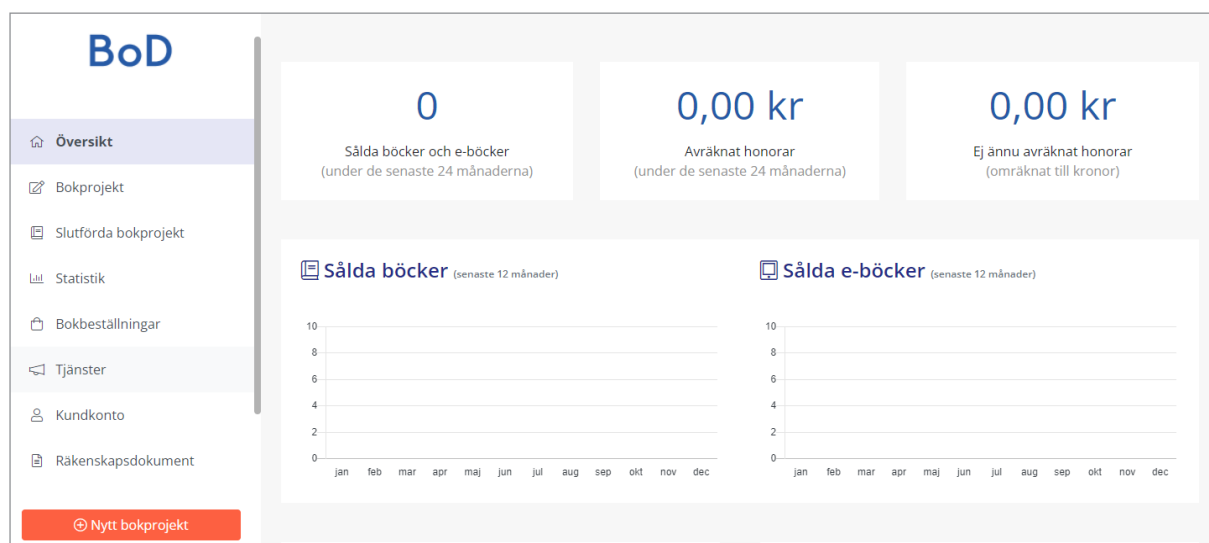 BoD
Översikt
Bokprojekt
Slutförda bokprojekt
Statistik
Bokbeställningar
Tjänster
Kundkonto
Räkenskapsdokument
Nytt bokprojekt
0
Sålda böcker och e-böcker
(under de senaste 24 månaderna)
0,00 kr
Avräknat honorar
(under de senaste 24 månaderna)
0,00 kr
Ej ännu avräknat honorar
(omräknat till kronor)
Sålda böcker (senaste 12 månader)
10
8
6
4
2
0
jan feb mar apr maj jun jul aug sep okt nov dec
Sålda e-böcker (senaste 12 månader)
10
8
6
4
2
0
jan feb mar apr maj jun jul aug sep okt nov dec